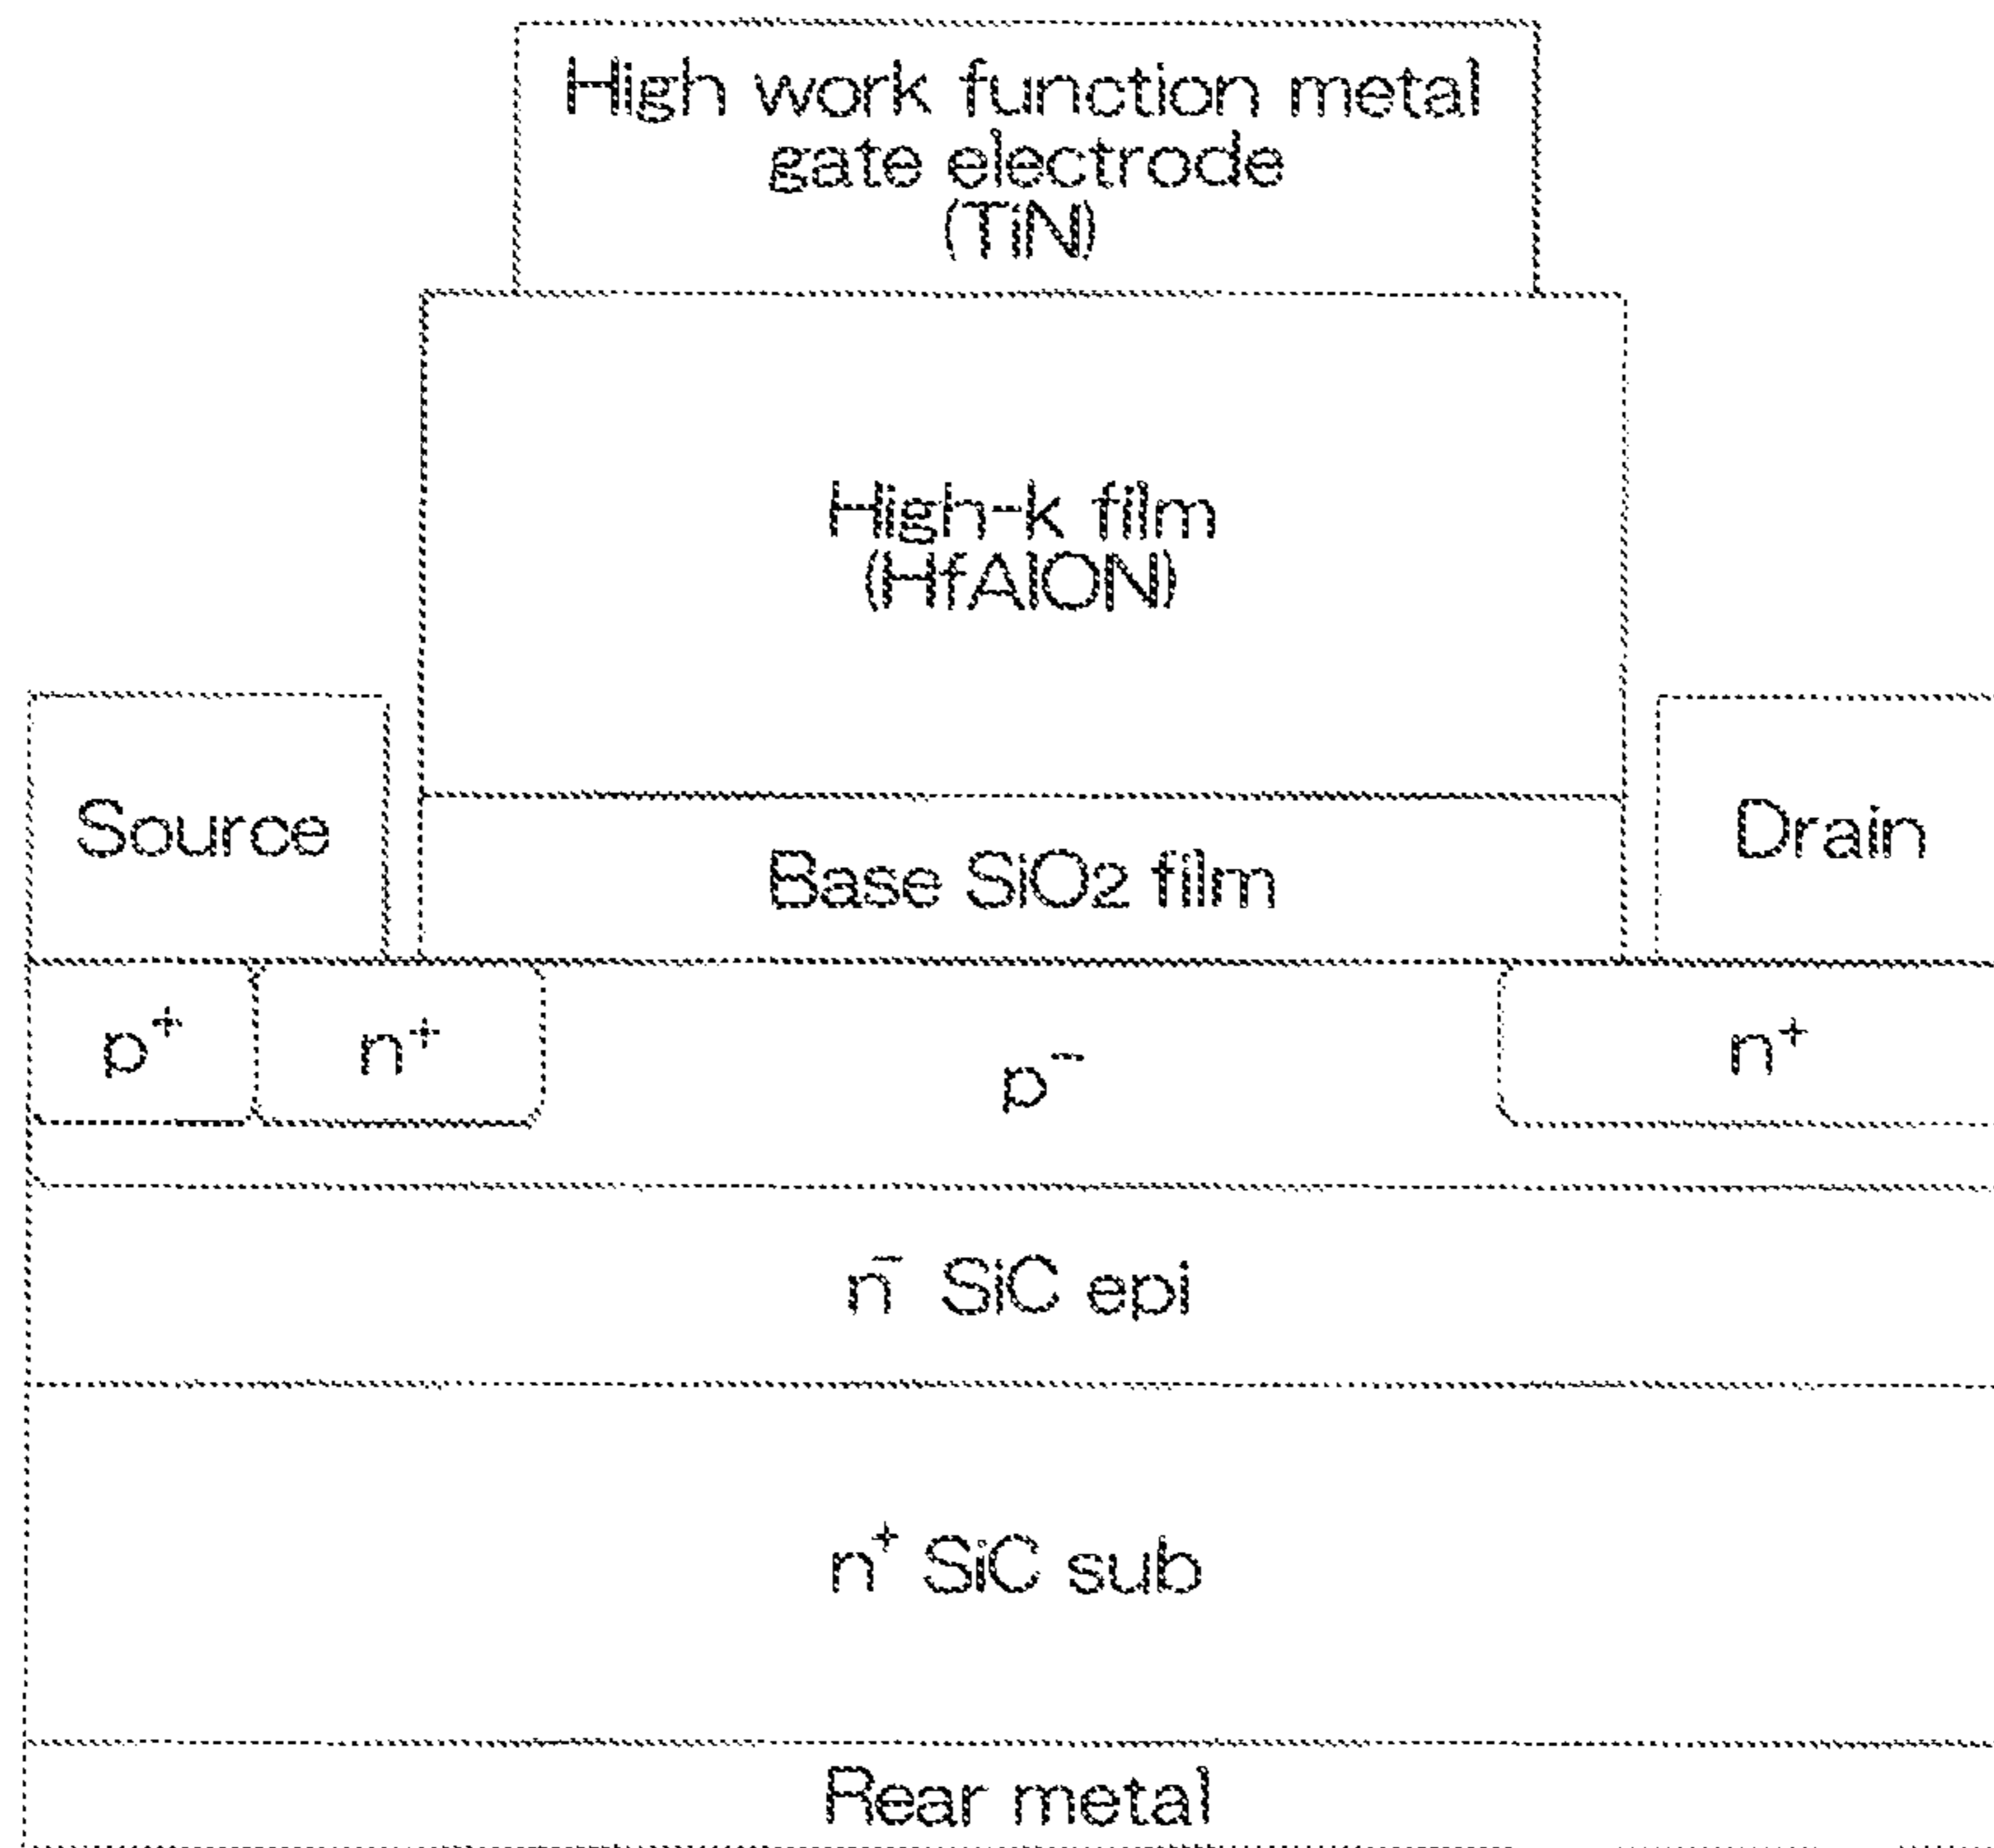 High work function metal
gate electrode
(TiN)
High-k film
(HfAlON)
Source
Base SiO2 film
Drain
p+
n+
p−
n+
n− SiC epi
n+ SiC sub
Rear metal